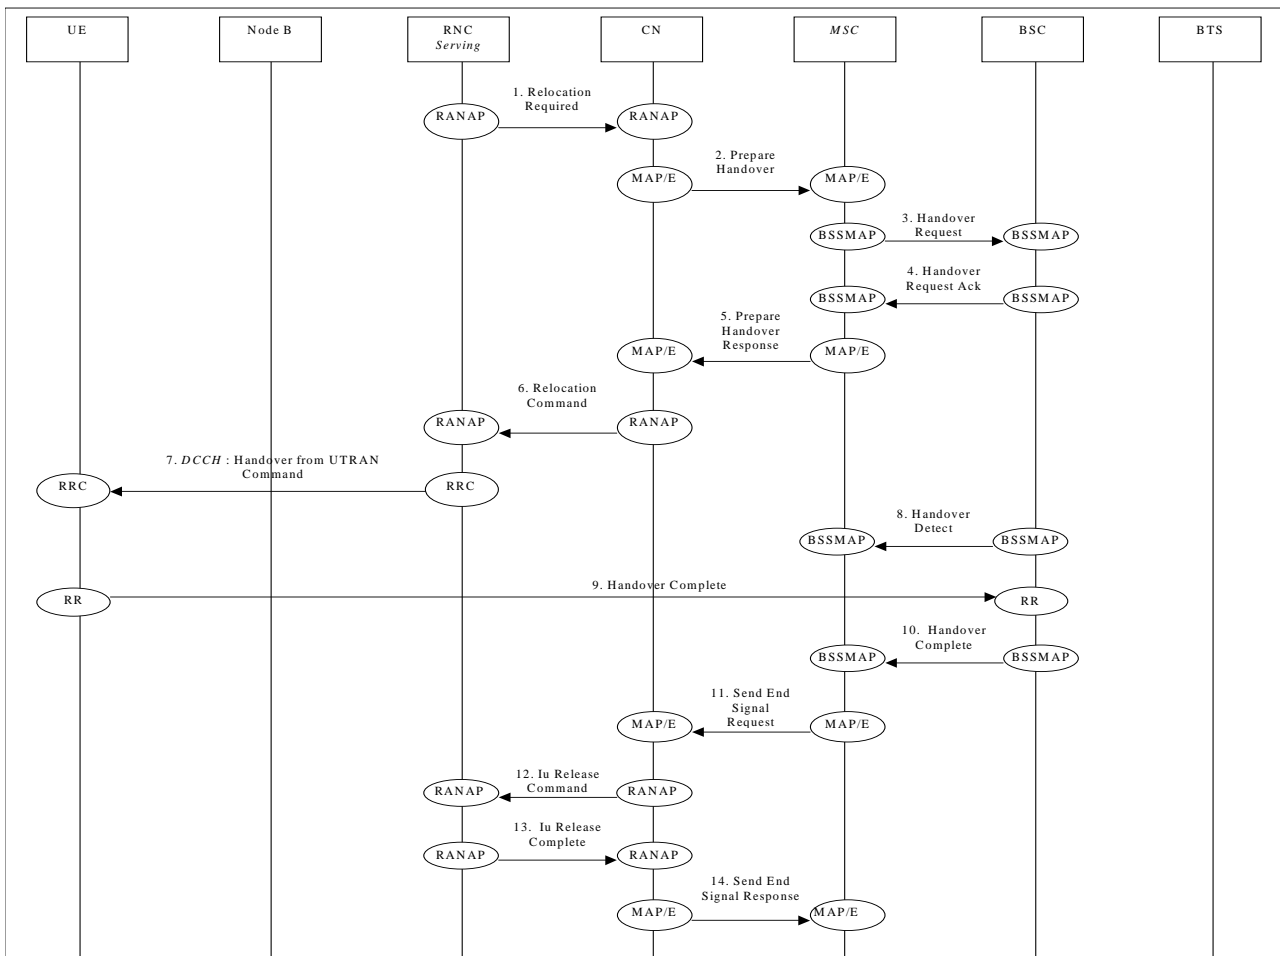 UE
Node B
RNC
Serving
CN
MSC
BSC
BTS
1. Relocation
Required
RANAP
RANAP
2. Prepare
Handover
MAP/E
MAP/E
3. Handover
Request
BSSMAP
BSSMAP
4. Handover
Request Ack
BSSMAP
BSSMAP
5. Prepare
Handover
Response
MAP/E
MAP/E
6. Relocation
Command
RANAP
RANAP
7. DCCH : Handover from UTRAN
Command
RRC
RRC
8. Handover
Detect
BSSMAP
BSSMAP
9. Handover Complete
RR
RR
10. Handover
Complete
BSSMAP
BSSMAP
11. Send End
Signal
Request
MAP/E
MAP/E
12. Iu Release
Command
RANAP
RANAP
13. Iu Release
Complete
RANAP
RANAP
14. Send End
Signal Response
MAP/E
MAP/E